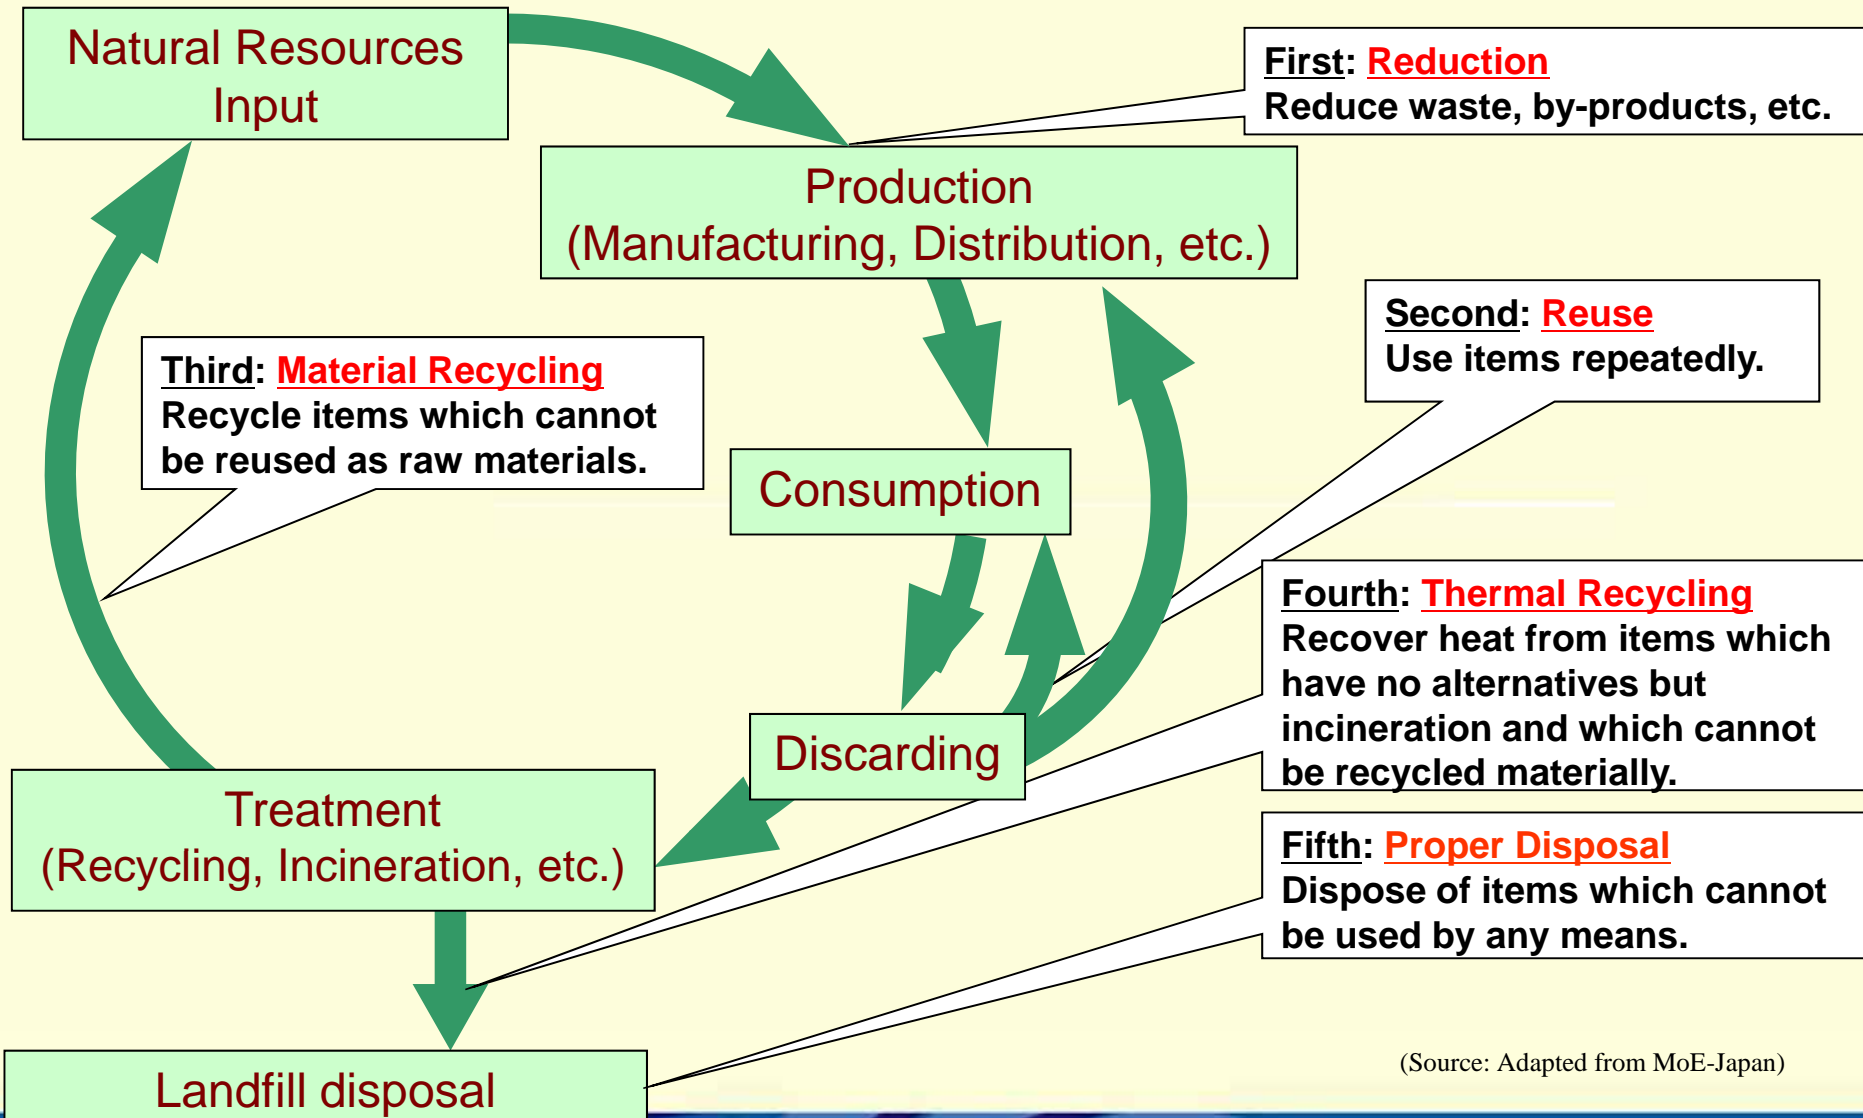 Natural Resources
Input
First: Reduction
Reduce waste, by-products, etc.
Production
(Manufacturing, Distribution, etc.)
Second: Reuse
Use items repeatedly.
Third: Material Recycling
Recycle items which cannot
be reused as raw materials.
Consumption
Fourth: Thermal Recycling
Recover heat from items which
have no alternatives but
incineration and which cannot
be recycled materially.
Discarding
Treatment
(Recycling, Incineration, etc.)
Fifth: Proper Disposal
Dispose of items which cannot
be used by any means.
Landfill disposal
(Source: Adapted from MoE-Japan)